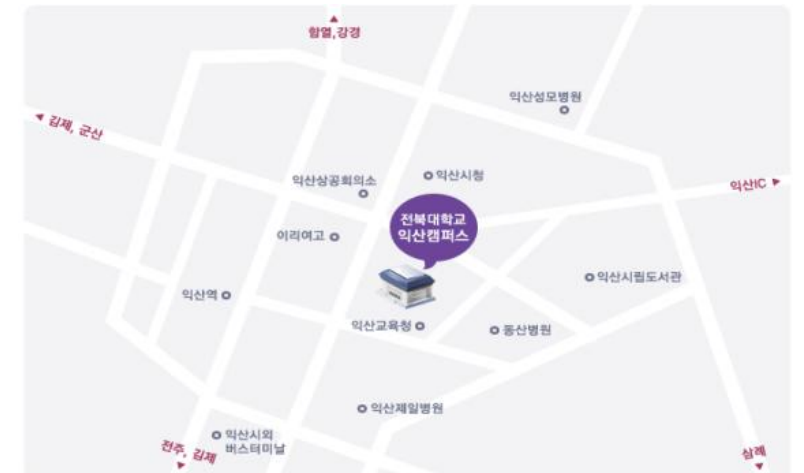 함열,강경
익산성모병원
김제, 군산
익산상공회의소
익산시청
익산IC
전북대학교
익산캠퍼스
이리여고
익산시립도서관
익산역
익산교육청
동산병원
익산제일병원
익산시외
버스터미널
전주, 김제
삼례